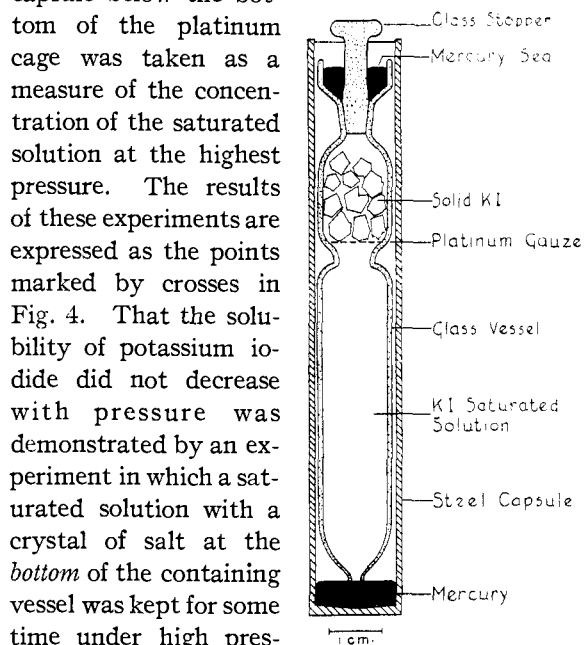 tom of the platinum
cage was taken as a
measure of the concen-
tration of the saturated
solution at the highest
pressure. The results
of these experiments are
expressed as the points
marked by crosses in
Fig. 4. That the solu-
bility of potassium io-
dide did not decrease
with pressure was
demonstrated by an ex-
periment in which a sat-
urated solution with a
crystal of salt at the
bottom of the containing
vessel was kept for some
time under high pres-
Glass Stopper
Mercury Sea
Solid KI
Platinum Gauze
Glass Vessel
KI Saturated
Solution
Steel Capsule
Mercury
1 cm.